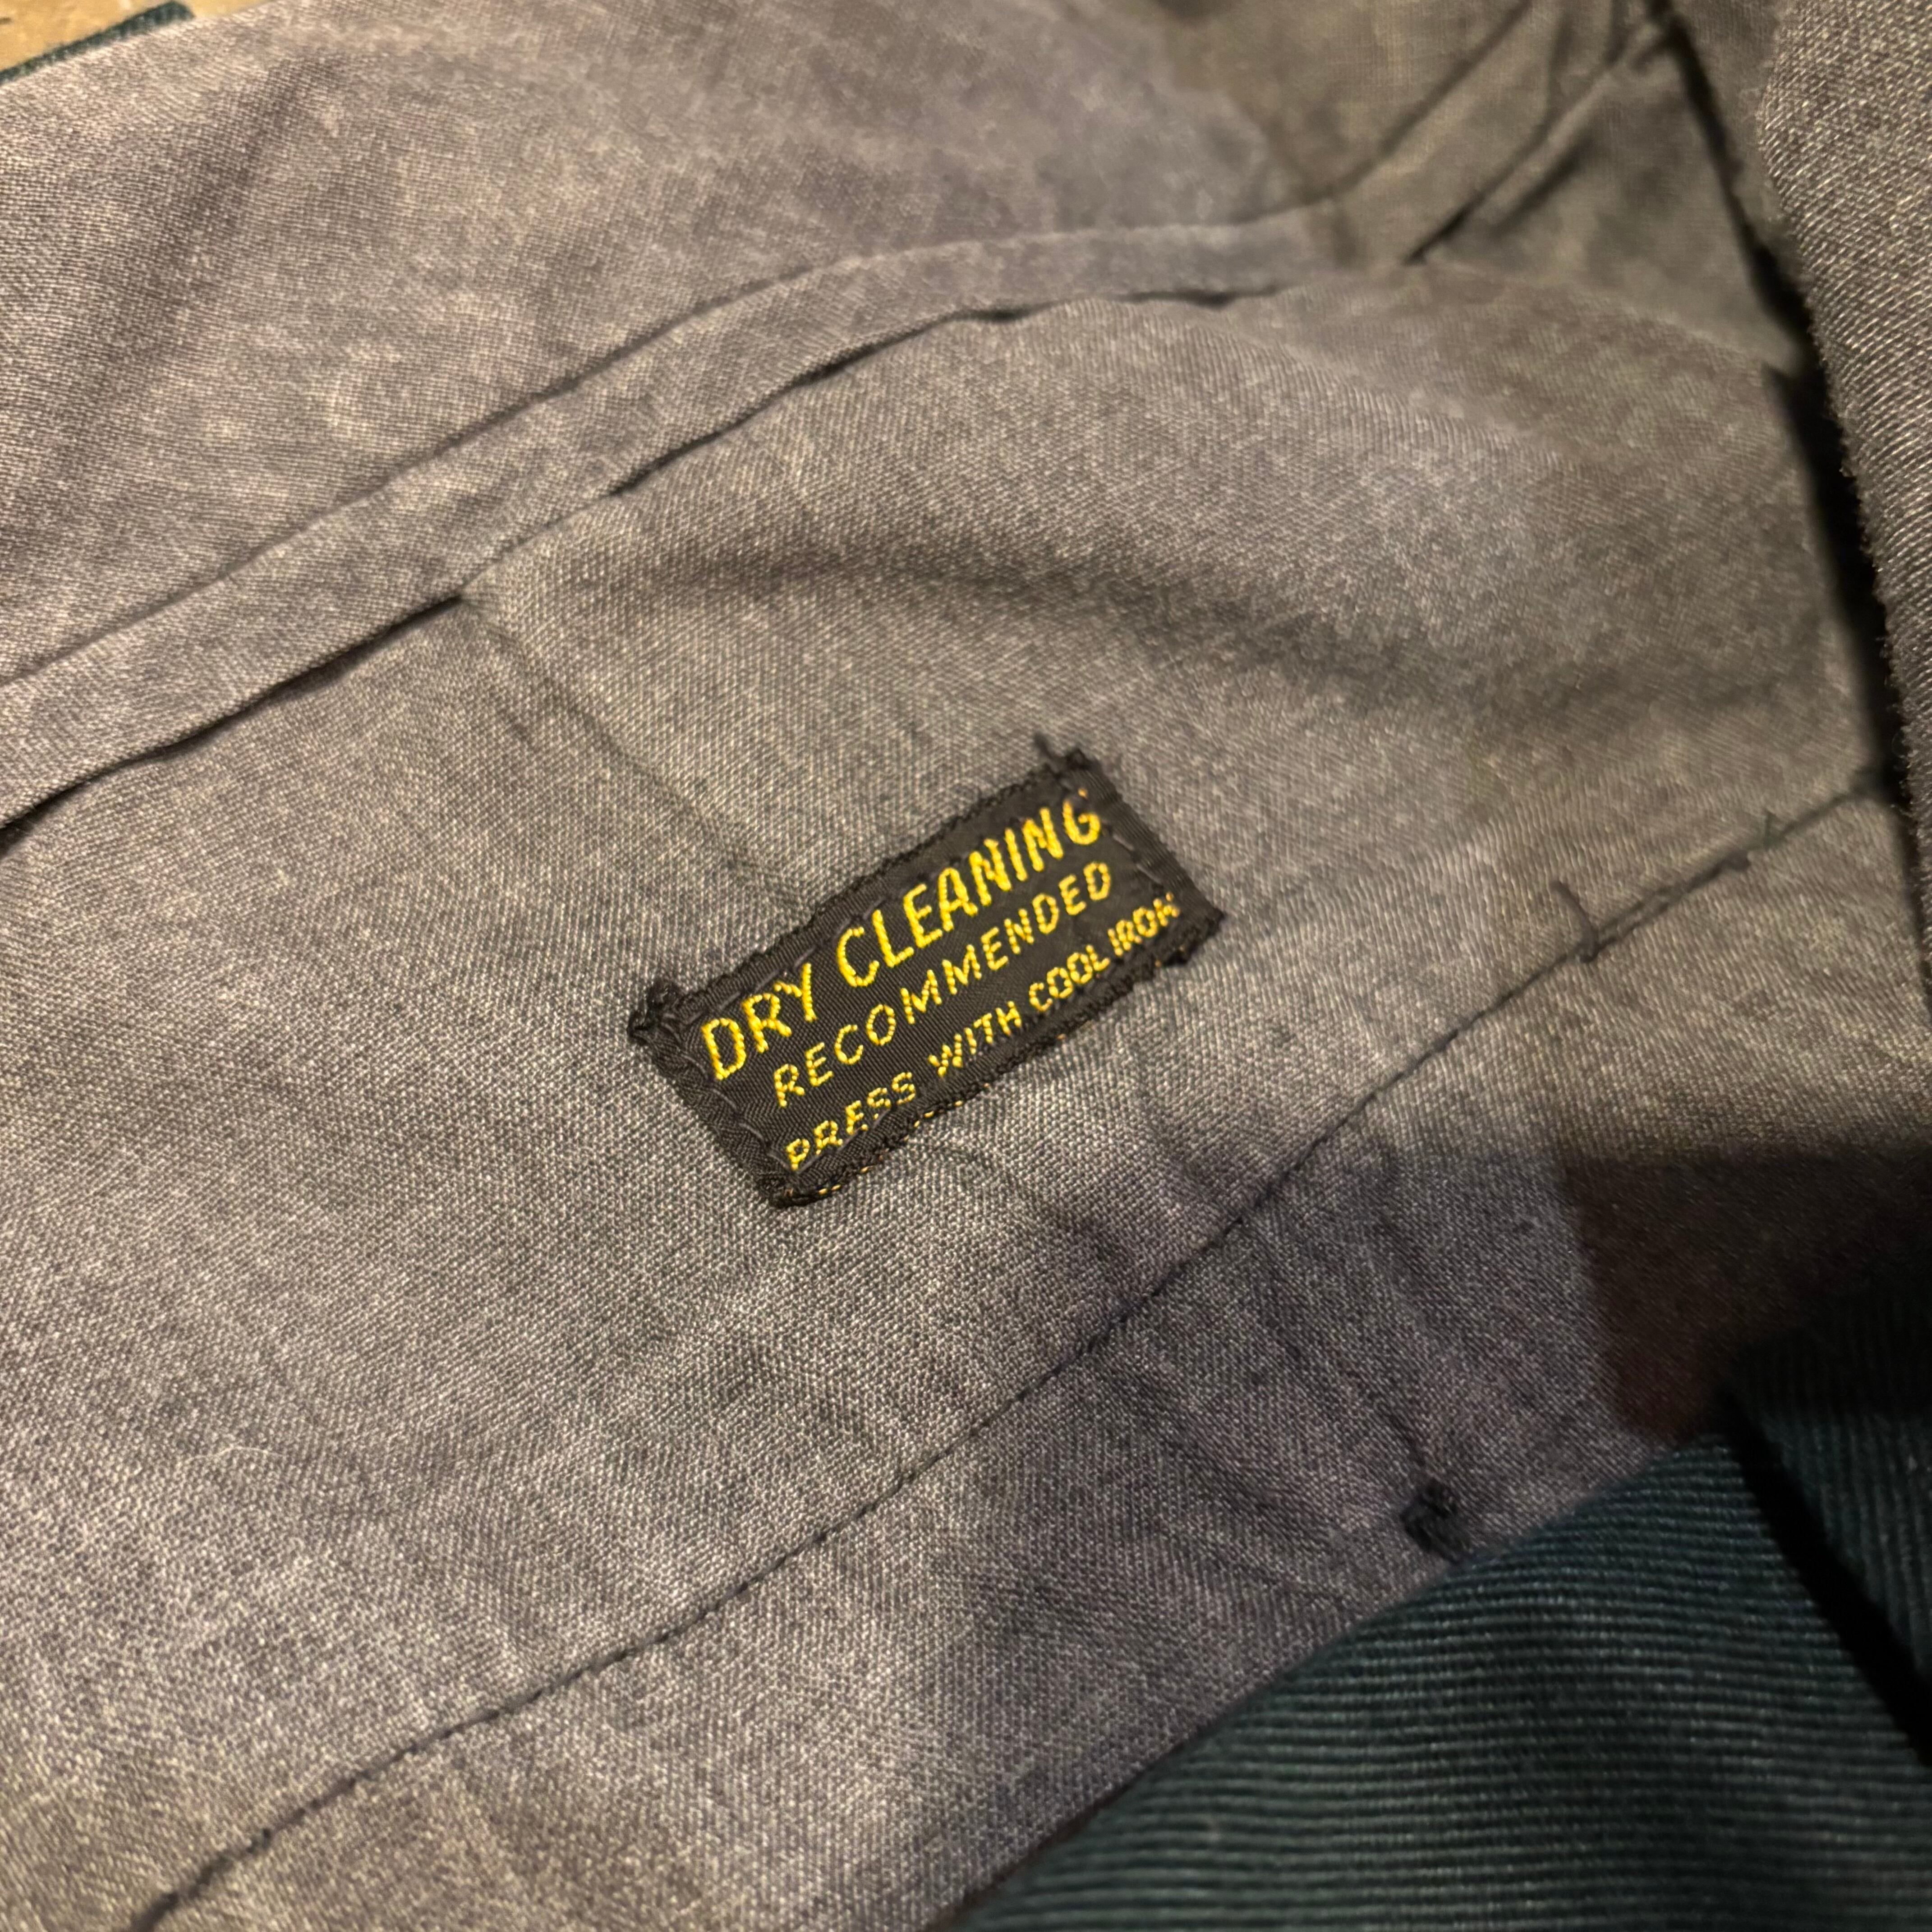 DRY CLEANING
RECOMMENDED
PRESS WITH COOL IRON